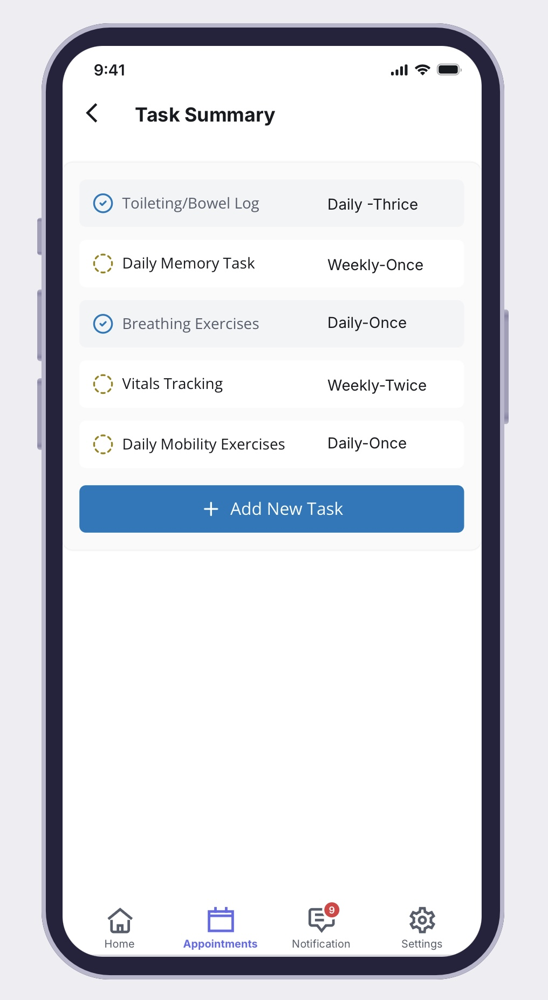 9:41
Task Summary
Toileting/Bowel Log Daily -Thrice
Daily Memory Task Weekly-Once
Breathing Exercises Daily-Once
Vitals Tracking Weekly-Twice
Daily Mobility Exercises Daily-Once
+ Add New Task
9
Home Appointments Notification Settings